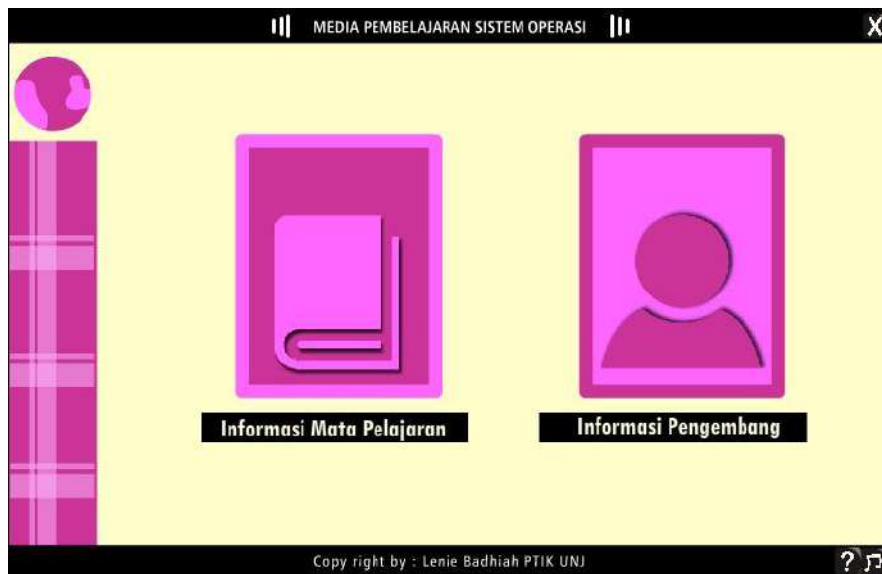 MEDIA PEMBELAJARAN SISTEM OPERASI
X
Informasi Mata Pelajaran
Informasi Pengembang
Copy right by : Lenie Badhiah PTIK UNJ
?